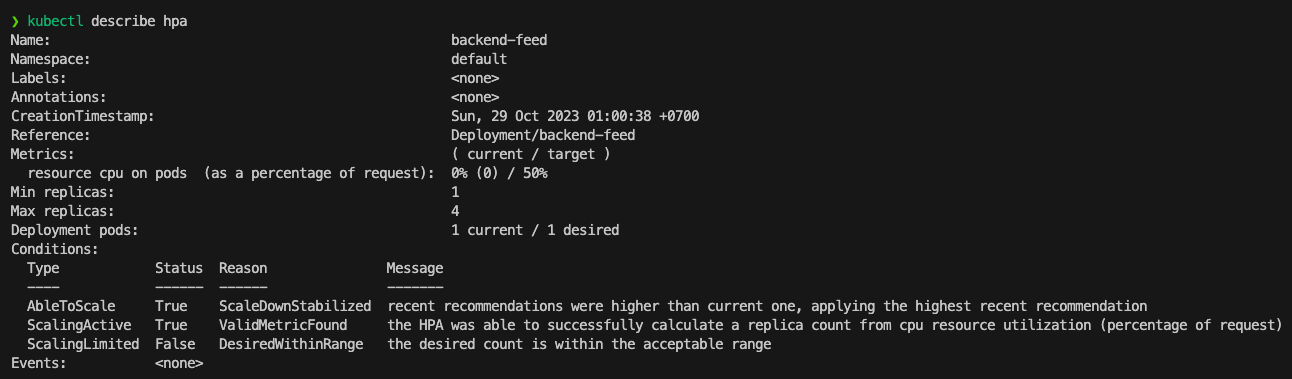 ❯ kubectl describe hpa
Name:                                                  backend-feed
Namespace:                                             default
Labels:                                                <none>
Annotations:                                           <none>
CreationTimestamp:                                     Sun, 29 Oct 2023 01:00:38 +0700
Reference:                                             Deployment/backend-feed
Metrics:                                               ( current / target )
  resource cpu on pods  (as a percentage of request):  0% (0) / 50%
Min replicas:                                          1
Max replicas:                                          4
Deployment pods:                                       1 current / 1 desired
Conditions:
  Type            Status  Reason               Message
  ----            ------  ------               -------
  AbleToScale     True    ScaleDownStabilized  recent recommendations were higher than current one, applying the highest recent recommendation
  ScalingActive   True    ValidMetricFound     the HPA was able to successfully calculate a replica count from cpu resource utilization (percentage of request)
  ScalingLimited  False   DesiredWithinRange   the desired count is within the acceptable range
Events:           <none>